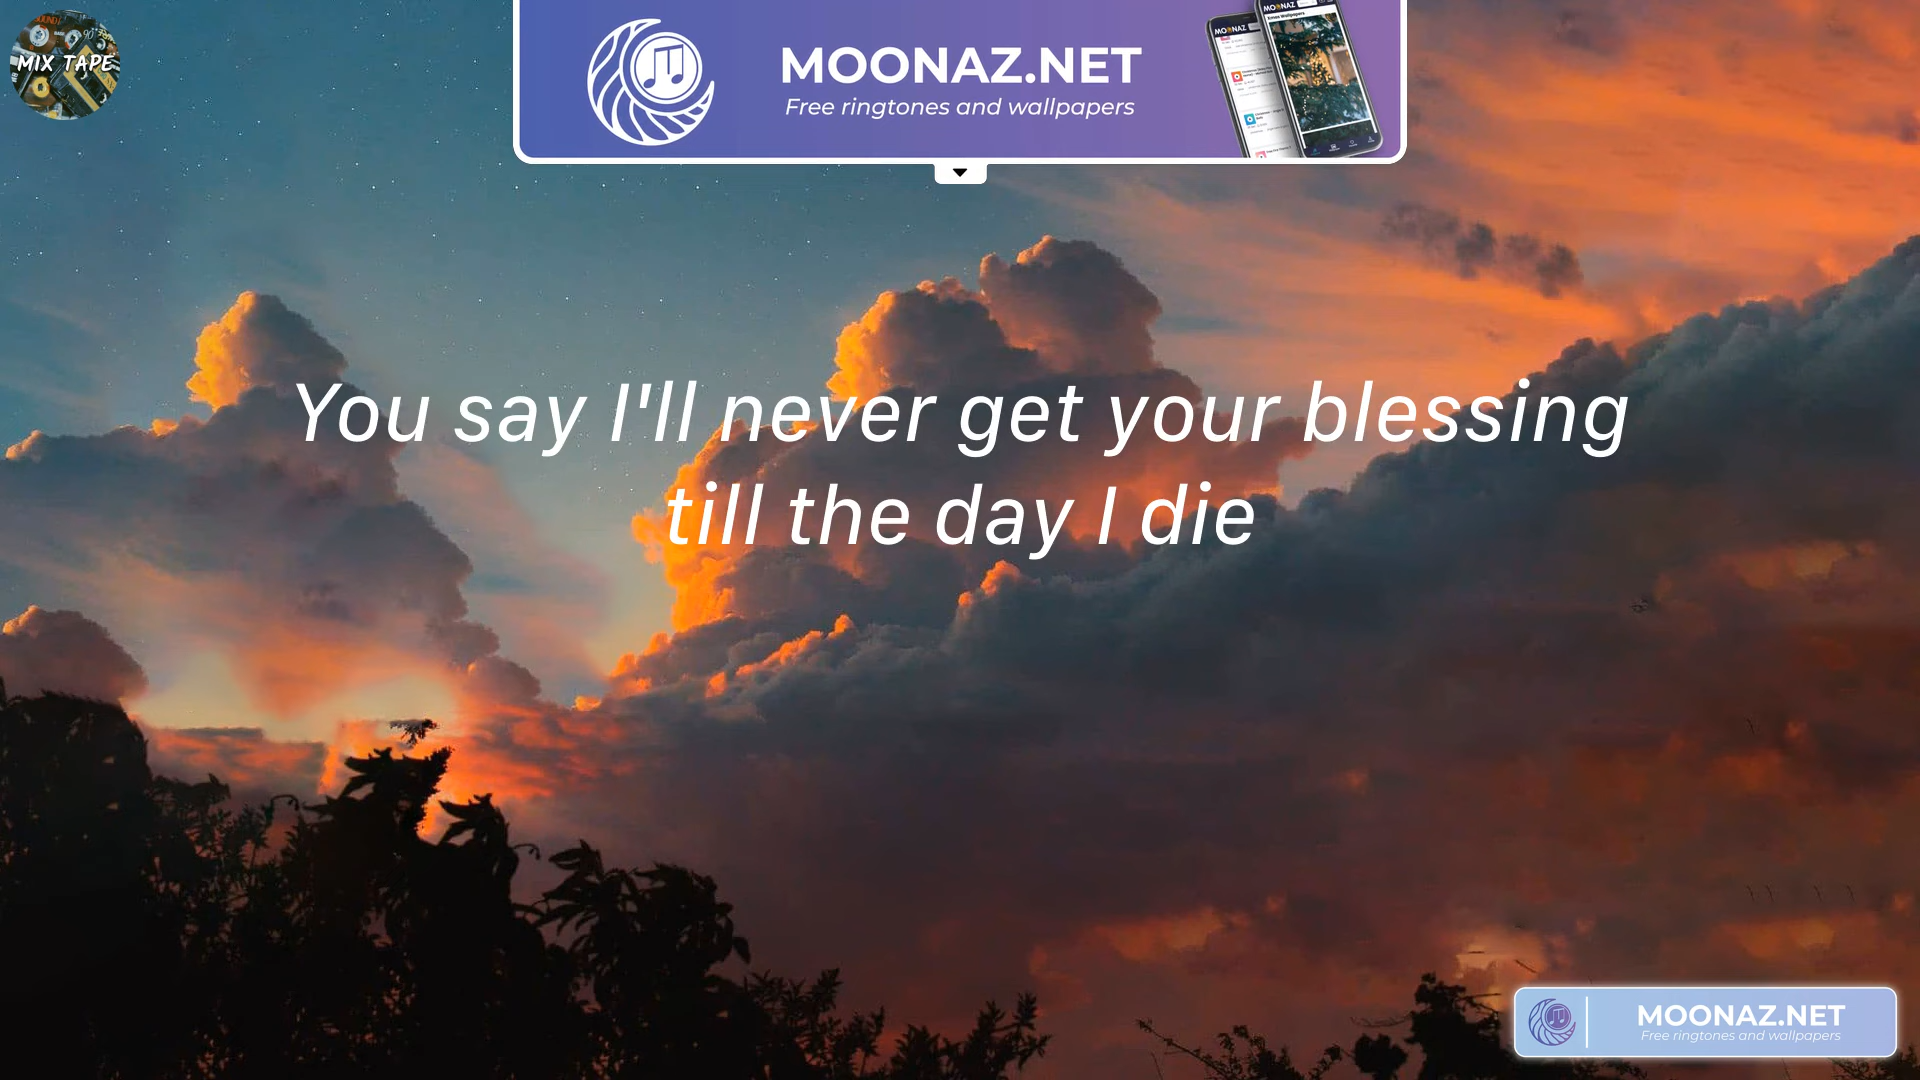 MIX TAPE
MOONAZ.NET
Free ringtones and wallpapers
You say I'll never get your blessing
till the day I die
MOONAZ.NET
Free ringtones and wallpapers